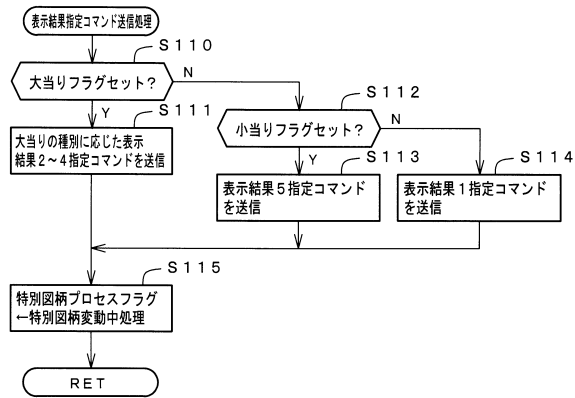 表示結果指定コマンド送信処理
S110
大当りフラグセット?
N
Y
S111
大当りの種別に応じた表示
結果2~4指定コマンドを送信
S112
小当りフラグセット?
N
Y
S113
表示結果5指定コマンド
を送信
S114
表示結果1指定コマンド
を送信
S115
特別図柄プロセスフラグ
←特別図柄変動中処理
RET